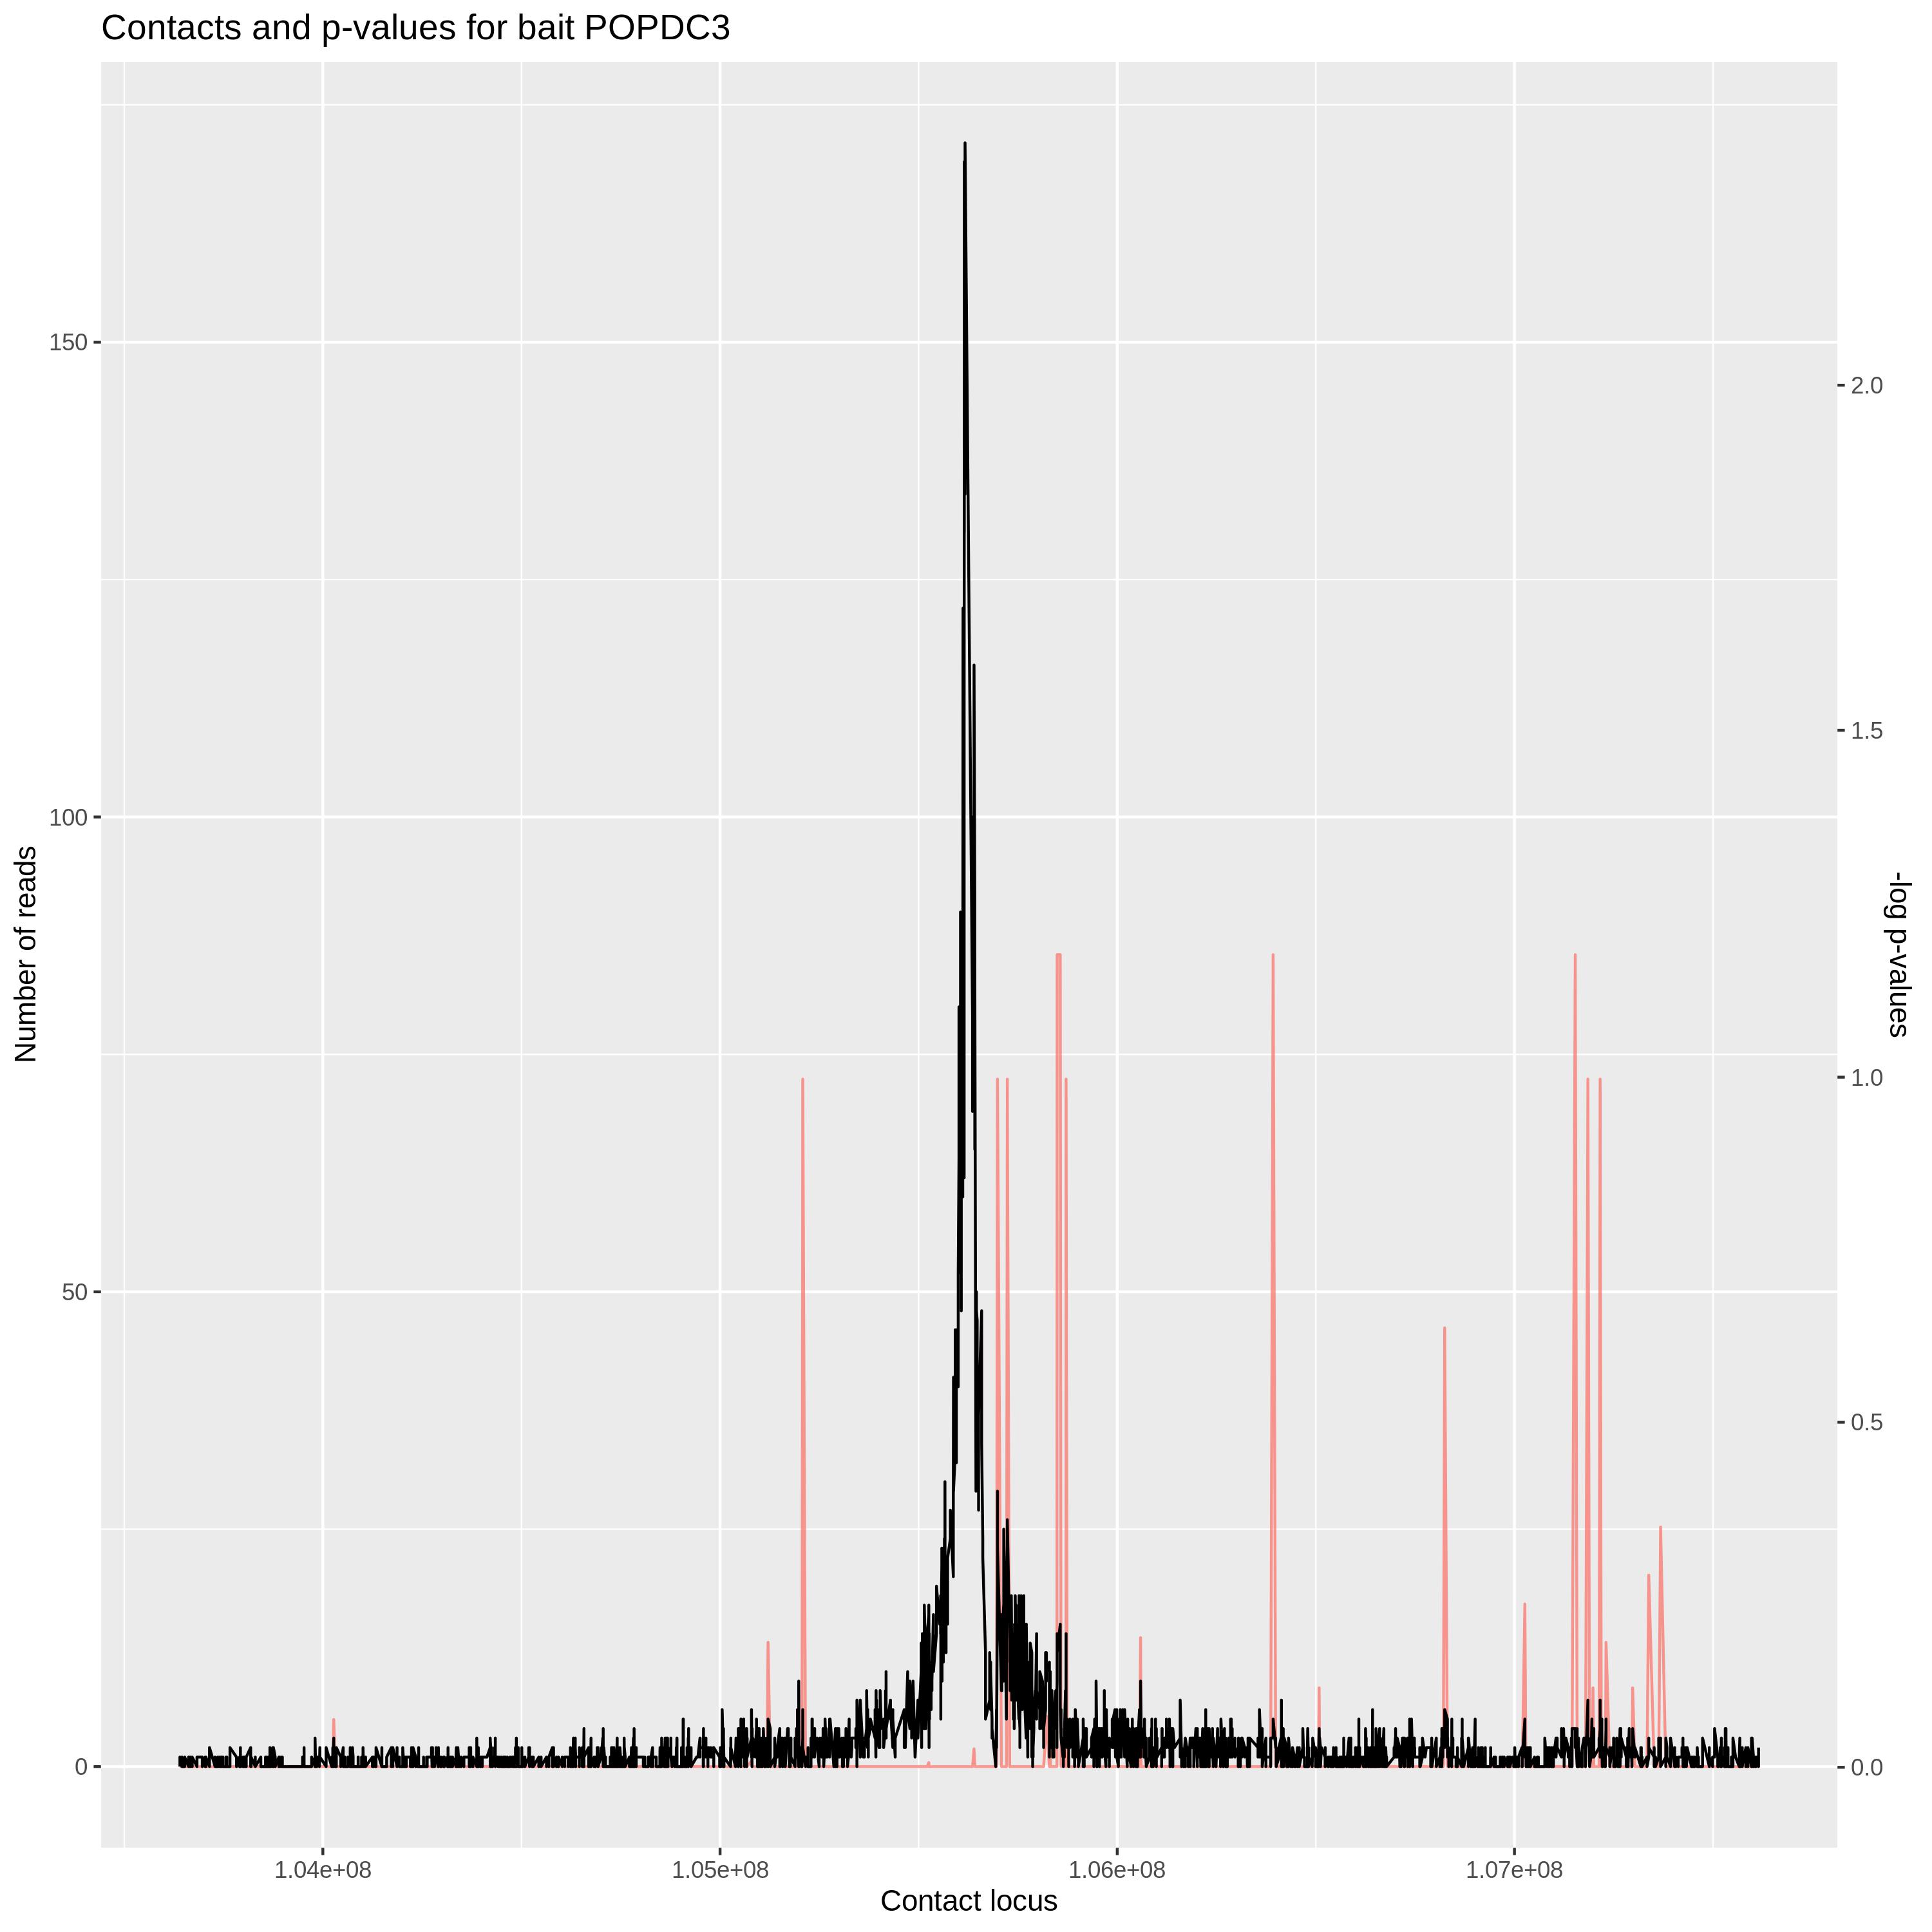 Contacts and p-values for bait POPDC3
150
100
50
0
Number of reads
2.0
1.5
1.0
0.5
0.0
-log p-values
1.04e+08
1.05e+08
1.06e+08
1.07e+08
Contact locus